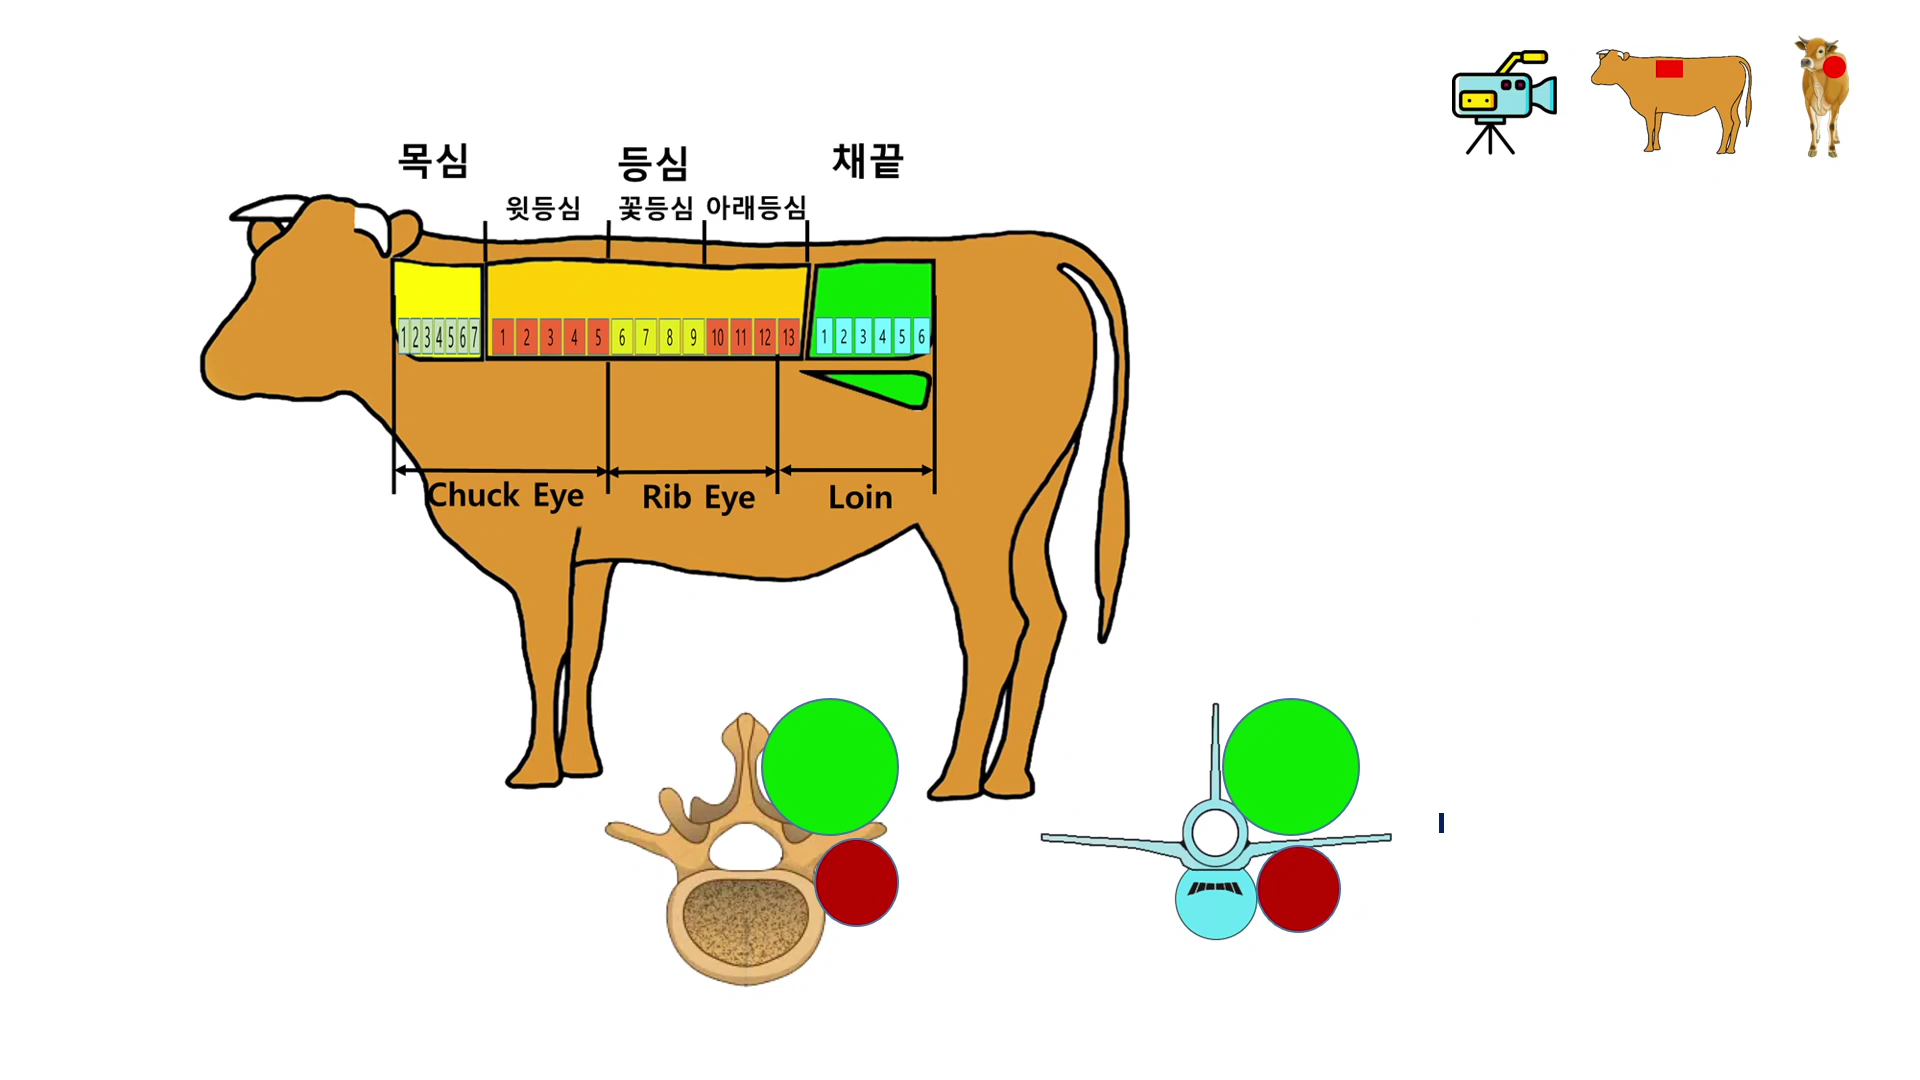 목심 등심 채끝
윗등심 꽃등심 아래등심
1 2 3 4 5 6 7 1 2 3 4 5 6 7 8 9 10 11 12 13 1 2 3 4 5 6
Chuck Eye Rib Eye Loin